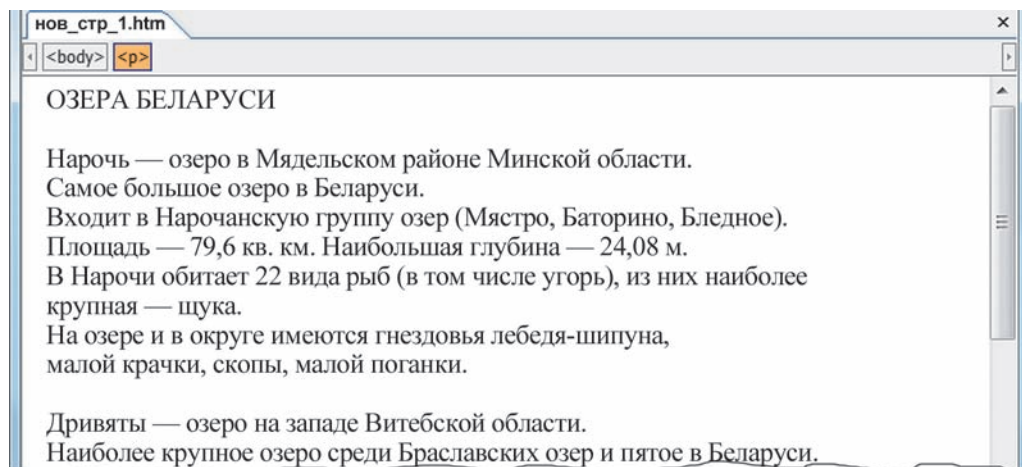 нов_стр_1.htm
<body> <p>
ОЗЕРА БЕЛАРУСИ
Нарочь — озеро в Мядельском районе Минской области.
Самое большое озеро в Беларуси.
Входит в Нарочанскую группу озер (Мястро, Баторино, Бледное).
Площадь — 79,6 кв. км. Наибольшая глубина — 24,08 м.
В Нарочи обитает 22 вида рыб (в том числе угорь), из них наиболее
крупная — щука.
На озере и в округе имеются гнездовья лебедя-шипуна,
малой крачки, скопы, малой поганки.
Дривяты — озеро на западе Витебской области.
Наиболее крупное озеро среди Браславских озер и пятое в Беларуси.